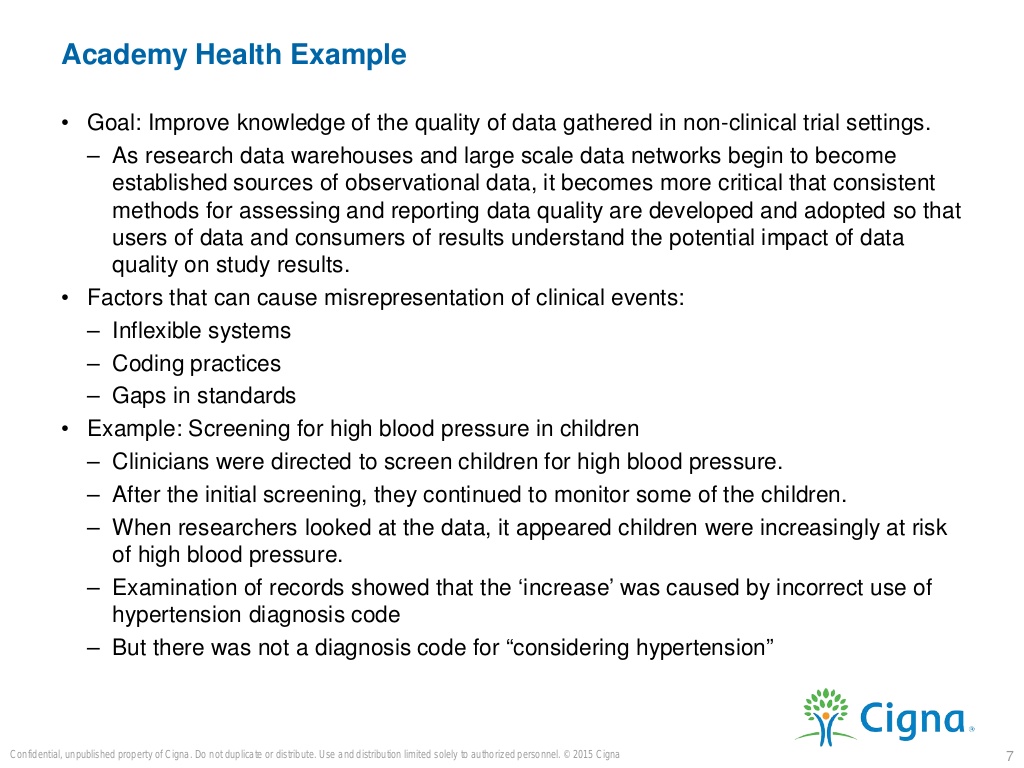 Academy Health Example
• Goal: Improve knowledge of the quality of data gathered in non-clinical trial settings.
– As research data warehouses and large scale data networks begin to become
established sources of observational data, it becomes more critical that consistent
methods for assessing and reporting data quality are developed and adopted so that
users of data and consumers of results understand the potential impact of data
quality on study results.
• Factors that can cause misrepresentation of clinical events:
– Inflexible systems
– Coding practices
– Gaps in standards
• Example: Screening for high blood pressure in children
– Clinicians were directed to screen children for high blood pressure.
– After the initial screening, they continued to monitor some of the children.
– When researchers looked at the data, it appeared children were increasingly at risk
of high blood pressure.
– Examination of records showed that the ‘increase’ was caused by incorrect use of
hypertension diagnosis code
– But there was not a diagnosis code for “considering hypertension”
Cigna®
Confidential, unpublished property of Cigna. Do not duplicate or distribute. Use and distribution limited solely to authorized personnel. © 2015 Cigna
7